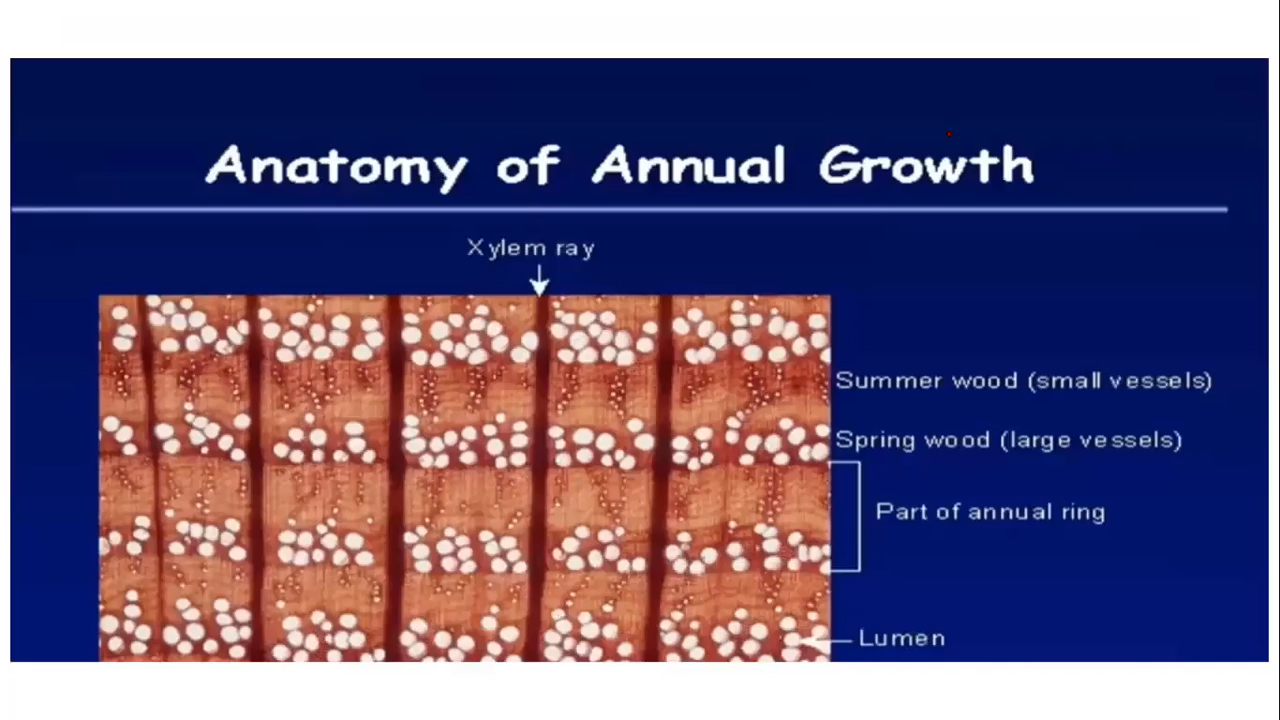 Anatomy of Annual Growth
Xylem ray
Summer wood (small vessels)
Spring wood (large vessels)
Part of annual ring
Lumen